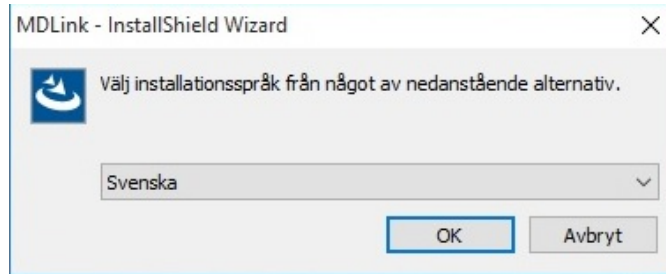 MDLink - InstallShield Wizard
Välj installationsspråk från något av nedanstående alternativ.
Svenska
OK Avbryt